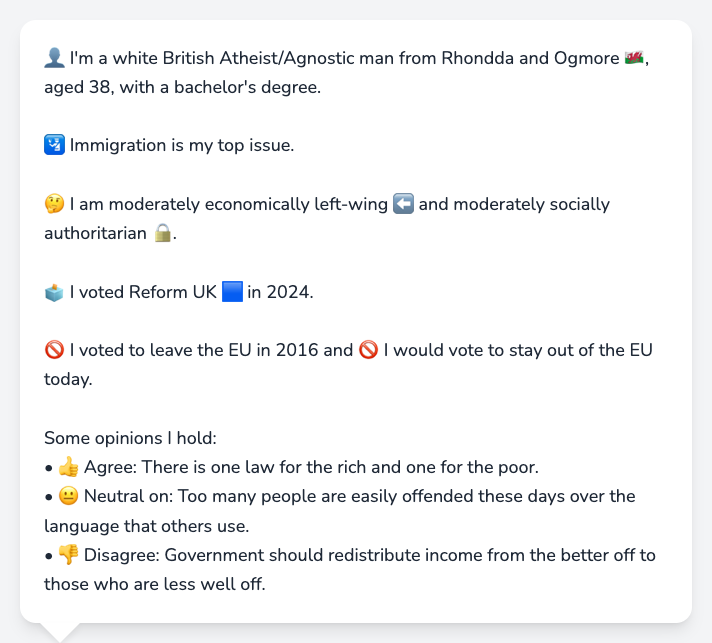 👤 I'm a white British Atheist/Agnostic man from Rhondda and Ogmore 🏴󠁧󠁢󠁷󠁬󠁳󠁿,
aged 38, with a bachelor's degree.
🛂 Immigration is my top issue.
🤔 I am moderately economically left-wing ⬅️ and moderately socially
authoritarian 🔒.
🗳️ I voted Reform UK 🟦 in 2024.
🚫 I voted to leave the EU in 2016 and 🚫 I would vote to stay out of the EU
today.
Some opinions I hold:
• 👍 Agree: There is one law for the rich and one for the poor.
• 😐 Neutral on: Too many people are easily offended these days over the
language that others use.
• 👎 Disagree: Government should redistribute income from the better off to
those who are less well off.